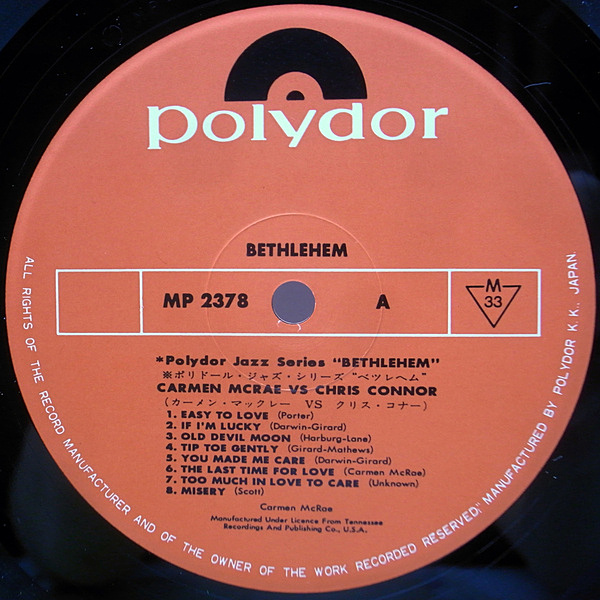 polydor
BETHLEHEM
MP 2378
A
M
33
*Polydor Jazz Series "BETHLEHEM"
※ポリドール・ジャズ・シリーズ"ベツレヘム"
CARMEN MCRAE VS CHRIS CONNOR
(カーメン・マックレー VS クリス・コナー)
1. EASY TO LOVE (Porter)
2. IF I'M LUCKY (Darwin-Girard)
3. OLD DEVIL MOON (Harburg-Lane)
4. TIP TOE GENTLY (Girard-Mathews)
5. YOU MADE ME CARE (Darwin-Girard)
6. THE LAST TIME FOR LOVE (Carmen McRae)
7. TOO MUCH IN LOVE TO CARE (Unknown)
8. MISERY (Scott)
Carmen McRae
Manufactured Under Licence From Tennessee
Recordings And Publishing Co., U.S.A.
ALL RIGHTS OF THE RECORD MANUFACTURER AND OF THE OWNER OF THE WORK RECORDED RESERVED" MANUFACTURED BY POLYDOR K.K., JAPAN